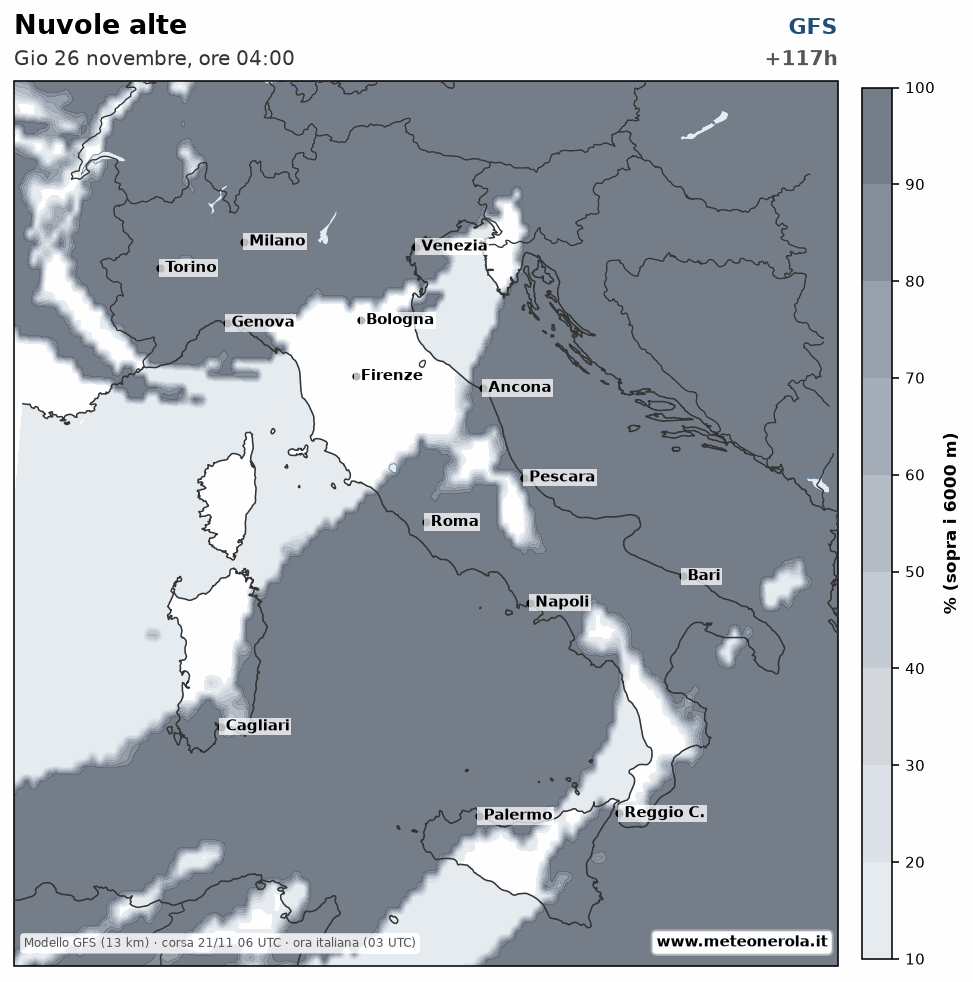 Nuvole alte
GFS
Gio 26 novembre, ore 04:00
+117h
100
90
80
70
60
50
40
30
20
10
% (sopra i 6000 m)
Milano
Venezia
Torino
Genova
Bologna
Firenze
Ancona
Pescara
Roma
Bari
Napoli
Cagliari
Palermo
Reggio C.
Modello GFS (13 km) · corsa 21/11 06 UTC · ora italiana (03 UTC)
www.meteonerola.it